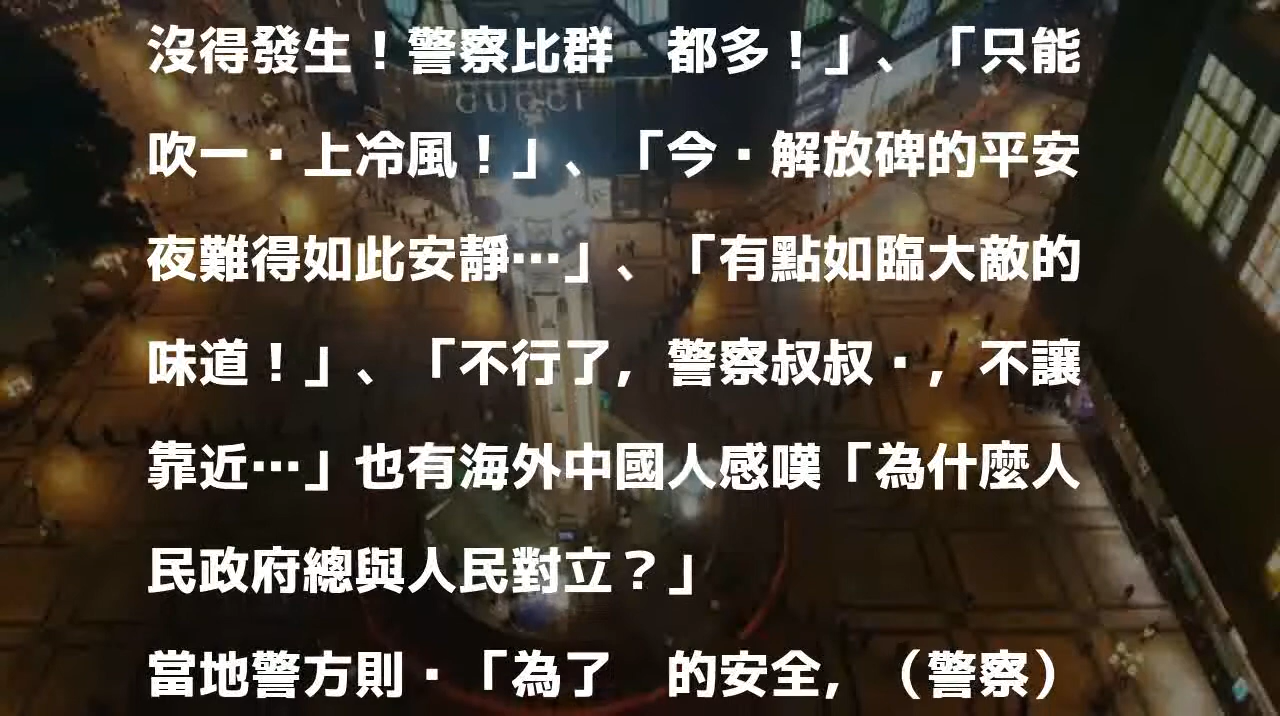 沒得發生！警察比群　都多！」、「只能
GUCCI
吹一·上冷風！」、「今·解放碑的平安
夜難得如此安靜…」、「有點如臨大敵的
味道！」、「不行了，警察叔叔·，不讓
靠近…」也有海外中國人感嘆「為什麼人
民政府總與人民對立？」
當地警方則·「為了　的安全，（警察）